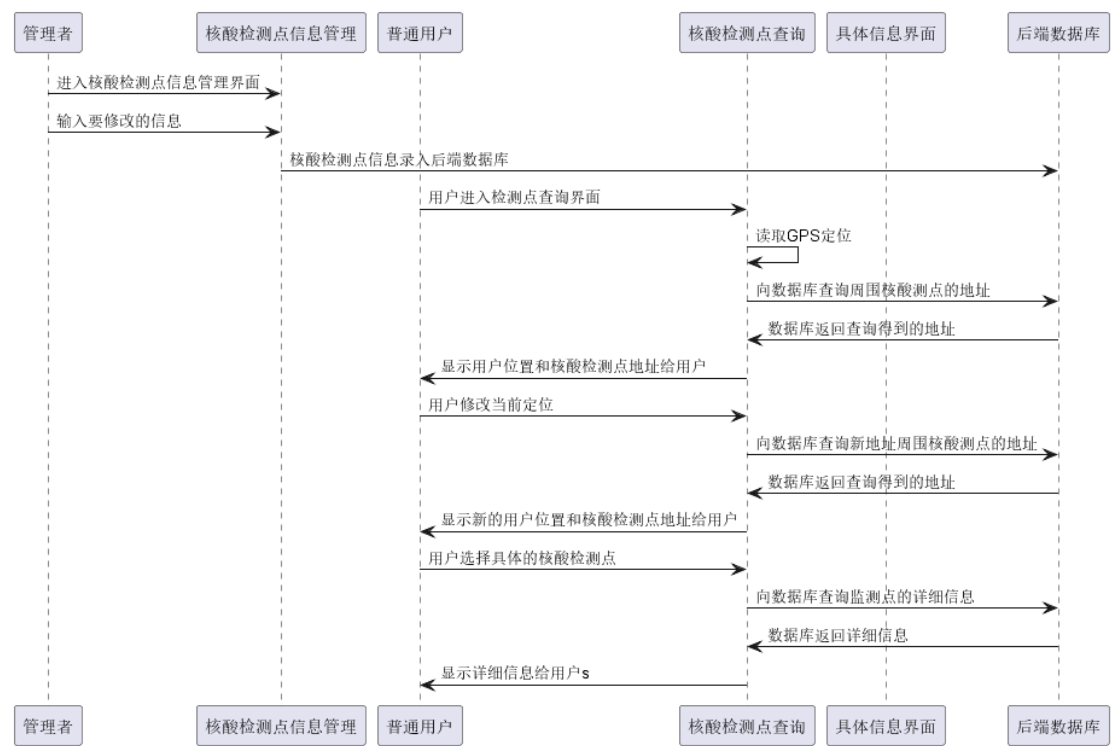 管理者
核酸检测点信息管理
普通用户
核酸检测点查询
具体信息界面
后端数据库
进入核酸检测点信息管理界面
输入要修改的信息
核酸检测点信息录入后端数据库
用户进入检测点查询界面
读取GPS定位
向数据库查询周围核酸测点的地址
数据库返回查询得到的地址
显示用户位置和核酸检测点地址给用户
用户修改当前定位
向数据库查询新地址周围核酸测点的地址
数据库返回查询得到的地址
显示新的用户位置和核酸检测点地址给用户
用户选择具体的核酸检测点
向数据库查询监测点的详细信息
数据库返回详细信息
显示详细信息给用户s
管理者
核酸检测点信息管理
普通用户
核酸检测点查询
具体信息界面
后端数据库